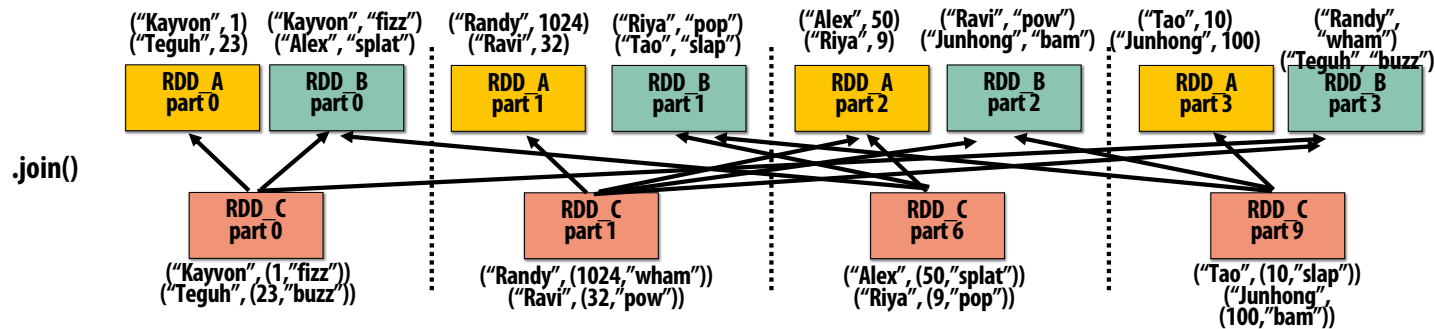 (“Kayvon”, 1)
(“Teguh”, 23)
(“Kayvon”, “fizz”)
(“Alex”, “splat”)
(“Randy”, 1024)
(“Ravi”, 32)
(“Riya”, “pop”)
(“Tao”, “slap”)
(“Alex”, 50)
(“Riya”, 9)
(“Ravi”, “pow”)
(“Junhong”, “bam”)
(“Tao”, 10)
(“Junhong”, 100)
(“Randy”,
“wham”)
(“Teguh”, “buzz”)
RDD_A
part 0
RDD_B
part 0
RDD_A
part 1
RDD_B
part 1
RDD_A
part 2
RDD_B
part 2
RDD_A
part 3
RDD_B
part 3
.join()
RDD_C
part 0
RDD_C
part 1
RDD_C
part 6
RDD_C
part 9
(“Kayvon”, (1,”fizz”))
(“Teguh”, (23,”buzz”))
(“Randy”, (1024,”wham”))
(“Ravi”, (32,”pow”))
(“Alex”, (50,”splat”))
(“Riya”, (9,”pop”))
(“Tao”, (10,”slap”))
(“Junhong”,
(100,”bam”))